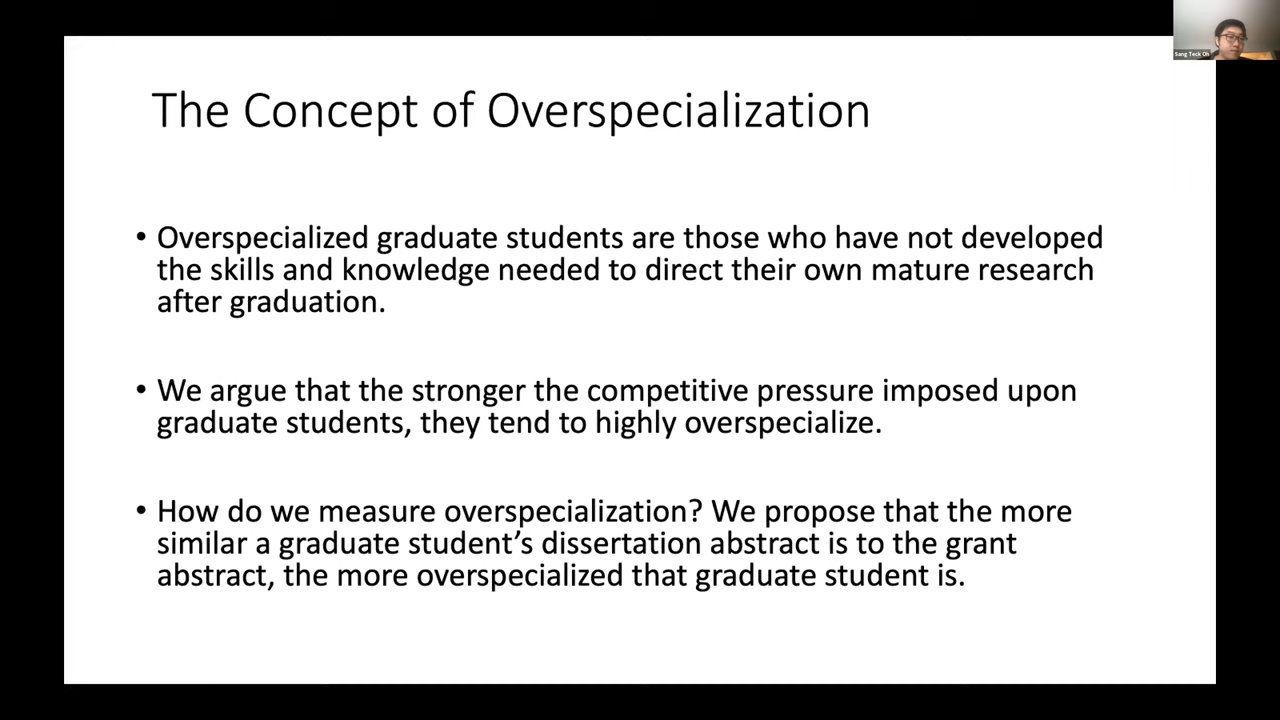 Sang Teck Oh
The Concept of Overspecialization
• Overspecialized graduate students are those who have not developed
the skills and knowledge needed to direct their own mature research
after graduation.
• We argue that the stronger the competitive pressure imposed upon
graduate students, they tend to highly overspecialize.
• How do we measure overspecialization? We propose that the more
similar a graduate student’s dissertation abstract is to the grant
abstract, the more overspecialized that graduate student is.